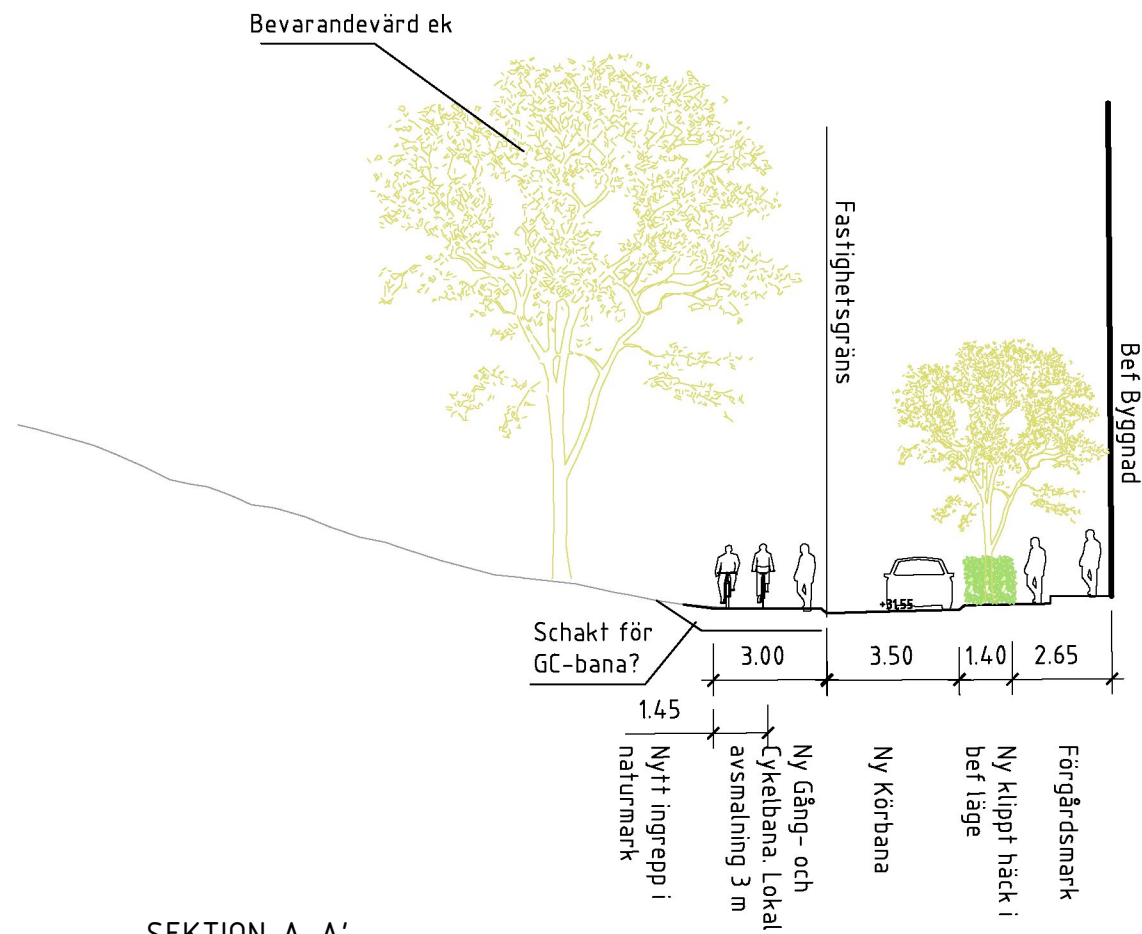 Bevarandevärd ek
Fastighetsgräns
Bef Byggnad
+31.55
Schakt för
GC-bana?
3.00
3.50
1.40
2.65
1.45
Nytt ingrepp i
naturmark
Ny Gång- och
Cykelbana. Lokal
avsmalning 3 m
Ny Körbana
Ny klippt häck i
bef läge
Förgårdsmark
SEKTION A-A'